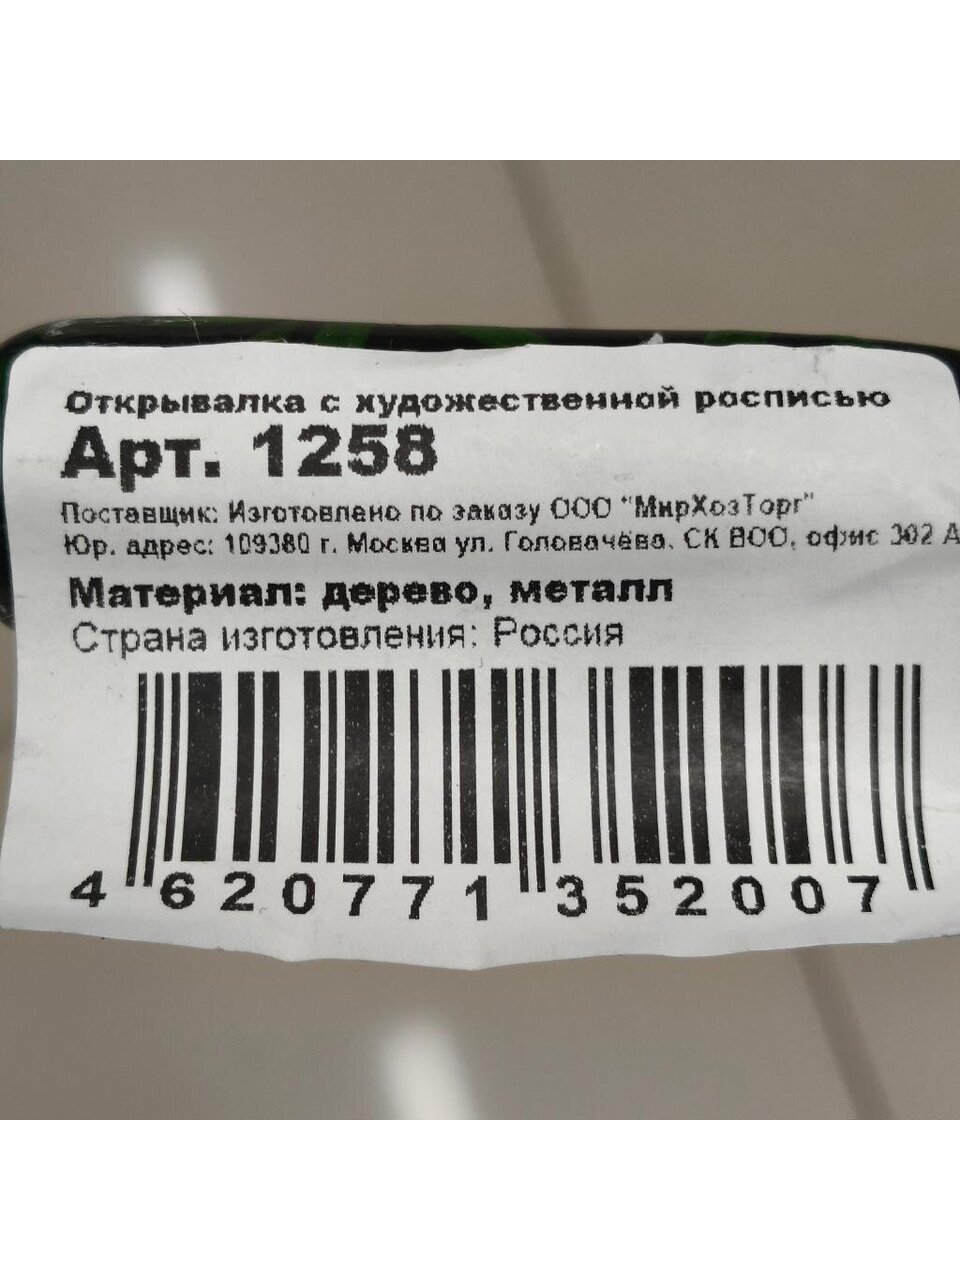 Открывалка с художественной росписью
Арт. 1258
Поставщик: Изготовлено по заказу ООО "МирХозТорг"
Юр. адрес: 109380 г. Москва ул. Головачёва, СК ВОО, офис 302 А
Материал: дерево, металл
Страна изготовления: Россия
4 620771 352007